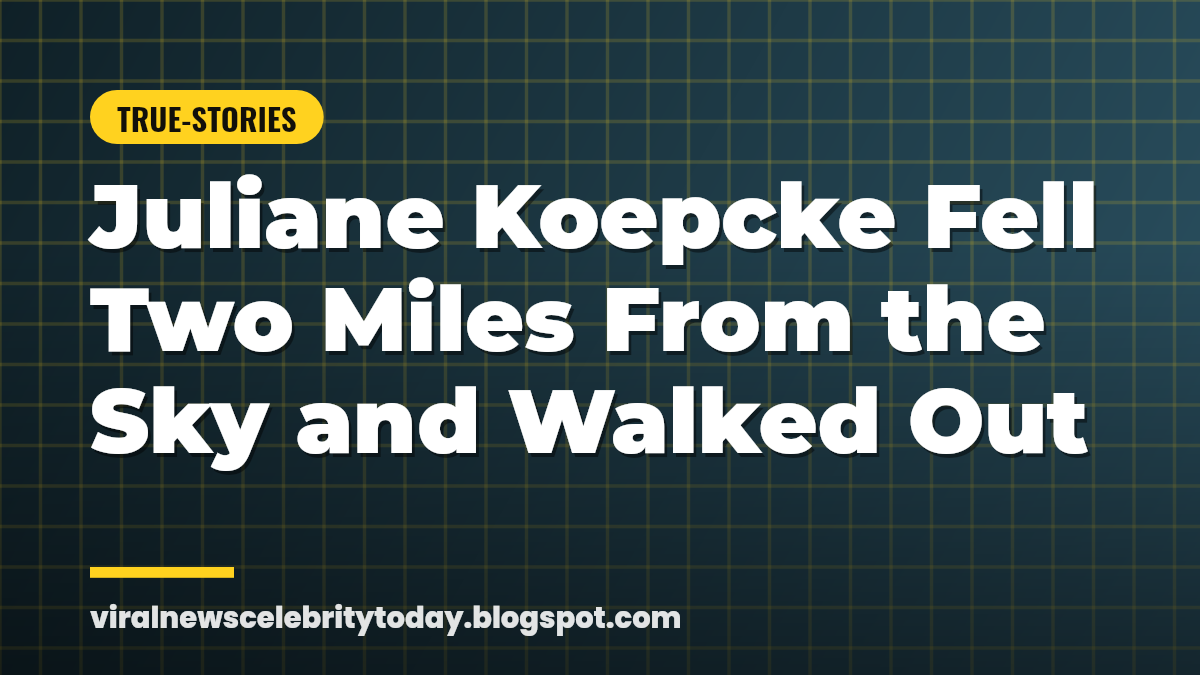 TRUE-STORIES
Juliane Koepcke Fell
Two Miles From the
Sky and Walked Out
viralnewscelebritytoday.blogspot.com